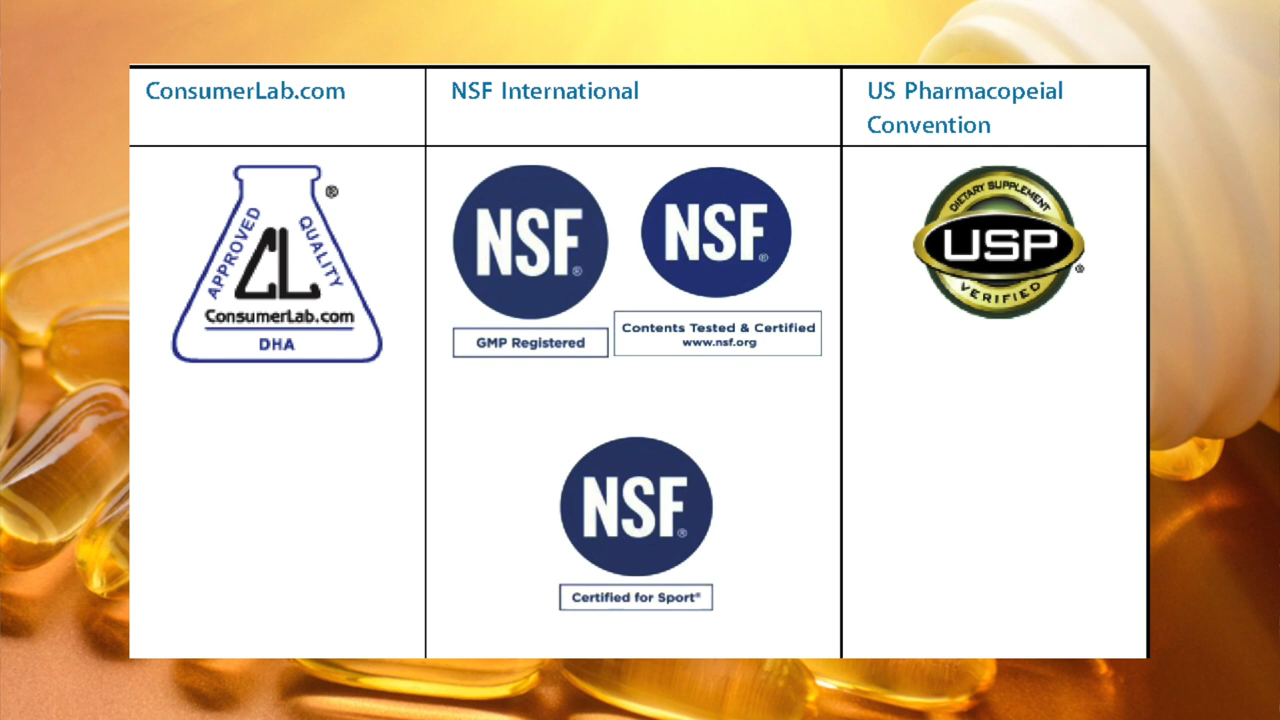 ConsumerLab.com
NSF International
US Pharmacopeial
Convention
APPROVED
QUALITY
®
CL
ConsumerLab.com
DHA
NSF®
GMP Registered
NSF®
Contents Tested & Certified
www.nsf.org
NSF®
Certified for Sport®
DIETARY SUPPLEMENT
USP
®
VERIFIED